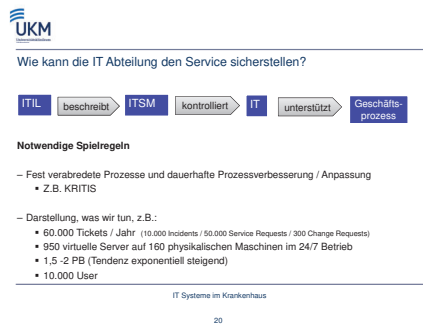 UKM
Universitätsklinikum
Wie kann die IT Abteilung den Service sicherstellen?
ITIL beschreibt ITSM kontrolliert IT unterstützt Geschäfts-
prozess
Notwendige Spielregeln
– Fest verabredete Prozesse und dauerhafte Prozessverbesserung / Anpassung
▪ Z.B. KRITIS
– Darstellung, was wir tun, z.B.:
▪ 60.000 Tickets / Jahr (10.000 Incidents / 50.000 Service Requests / 300 Change Requests)
▪ 950 virtuelle Server auf 160 physikalischen Maschinen im 24/7 Betrieb
▪ 1,5 -2 PB (Tendenz exponentiell steigend)
▪ 10.000 User
IT Systeme im Krankenhaus
20